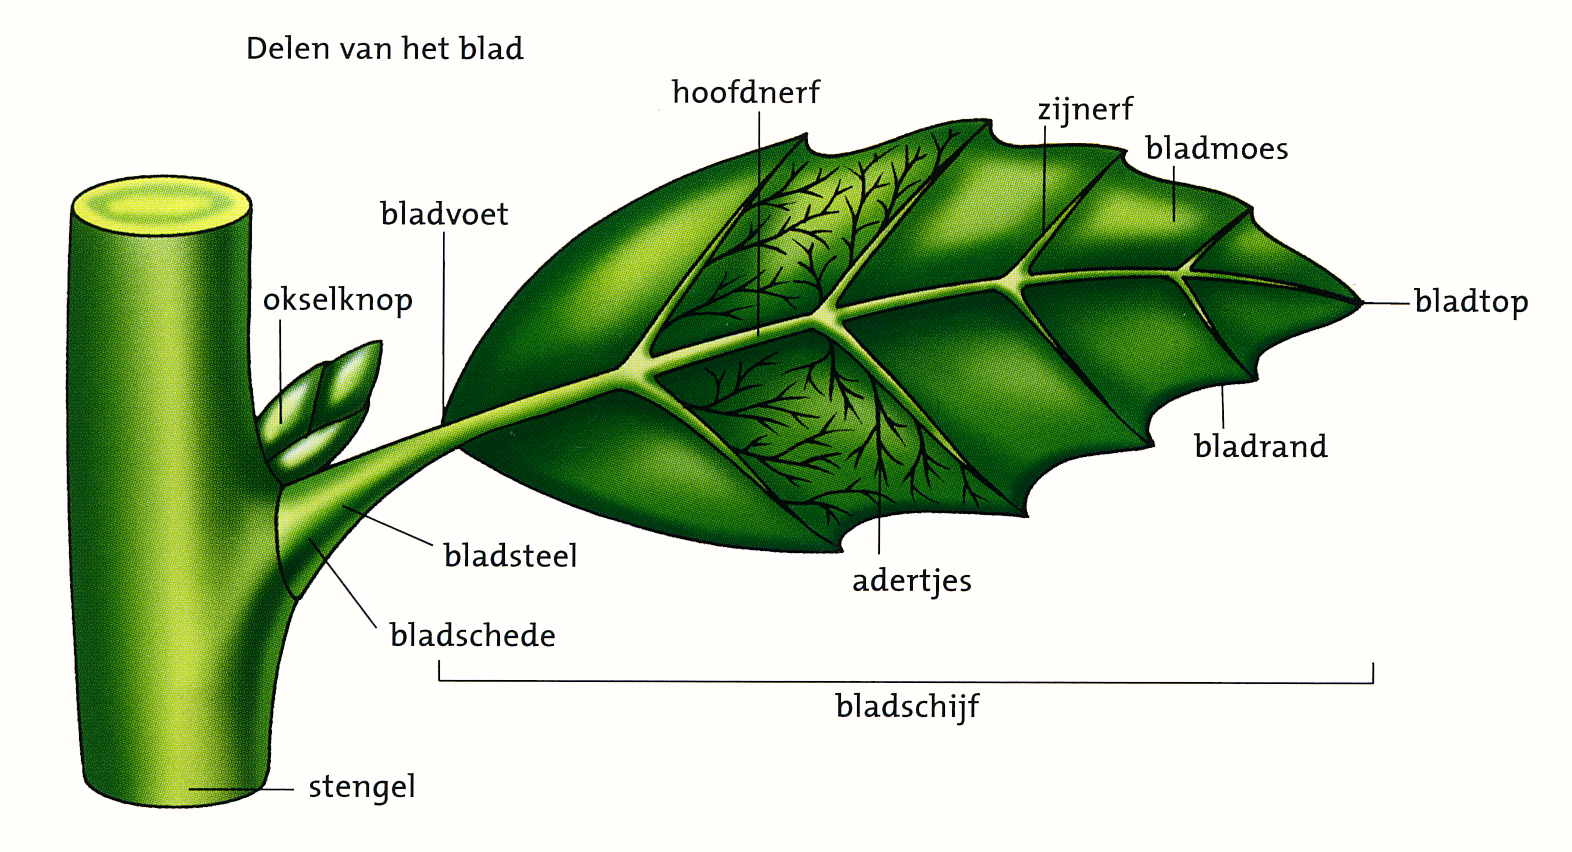 Delen van het blad
hoofdnerf
zijnerf
bladmoes
bladvoet
okselknop
bladtop
bladrand
bladsteel
adertjes
bladschede
bladschijf
stengel